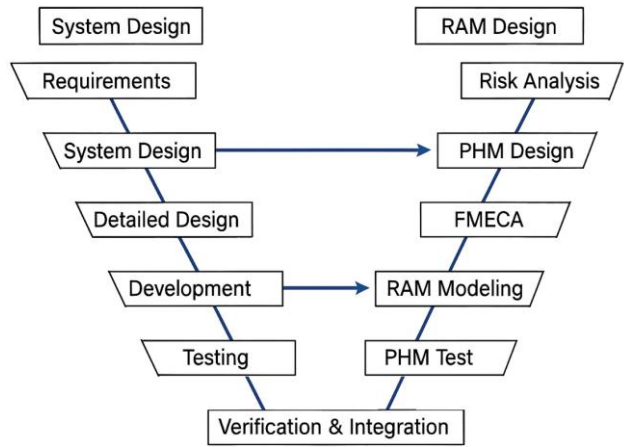 System Design
RAM Design
Requirements
Risk Analysis
System Design
PHM Design
Detailed Design
FMECA
Development
RAM Modeling
Testing
PHM Test
Verification & Integration